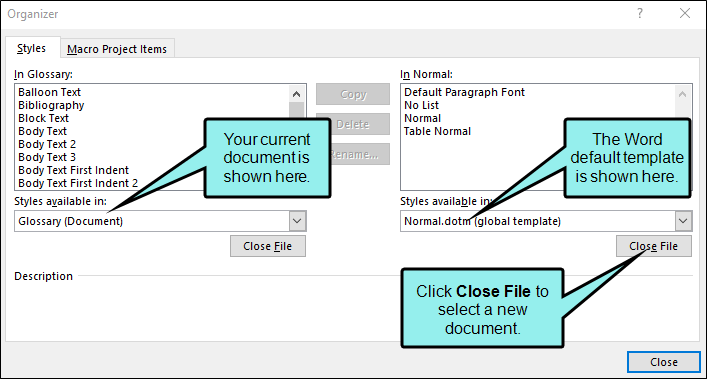 Organizer
? ×
Styles Macro Project Items
In Glossary:
Balloon Text
Bibliography
Block Text
Body Text
Body Text 2
Body Text 3
Body Text First Indent
Body Text First Indent 2
Copy
Delete
Rename...
In Normal:
Default Paragraph Font
No List
Normal
Table Normal
Your current
document is
shown here.
The Word
default template
is shown here.
Styles available in:
Glossary (Document)
Close File
Styles available in:
Normal.dotm (global template)
Close File
Description
Click Close File to
select a new
document.
Close